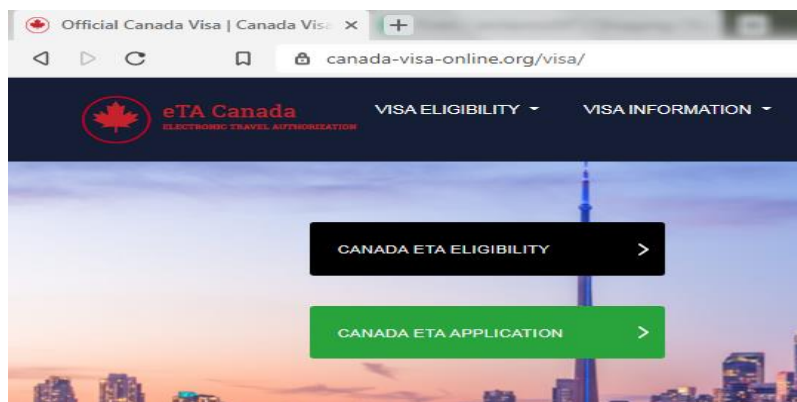 Official Canada Visa | Canada Vis
canada-visa-online.org/visa/
eTA Canada
ELECTRONIC TRAVEL AUTHORIZATION
VISA ELIGIBILITY
VISA INFORMATION
CANADA ETA ELIGIBILITY
CANADA ETA APPLICATION